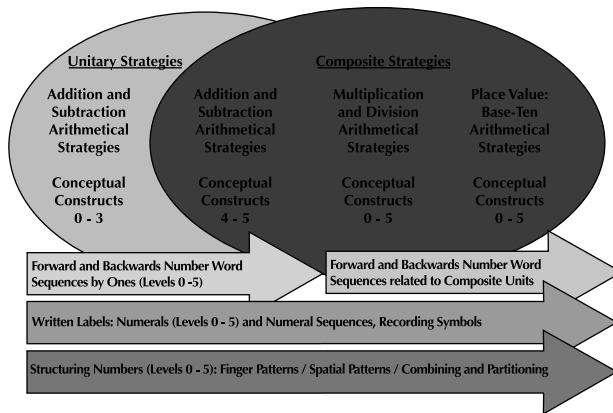 Unitary Strategies
Addition and
Subtraction
Arithmetical
Strategies
Conceptual
Constructs
0 - 3
Composite Strategies
Addition and
Subtraction
Arithmetical
Strategies
Conceptual
Constructs
4 - 5
Multiplication
and Division
Arithmetical
Strategies
Conceptual
Constructs
0 - 5
Place Value:
Base-Ten
Arithmetical
Strategies
Conceptual
Constructs
0 - 5
Forward and Backwards Number Word
Sequences by Ones (Levels 0 -5)
Forward and Backwards Number Word
Sequences related to Composite Units
Written Labels: Numerals (Levels 0 - 5) and Numeral Sequences, Recording Symbols
Structuring Numbers (Levels 0 - 5): Finger Patterns / Spatial Patterns / Combining and Partitioning